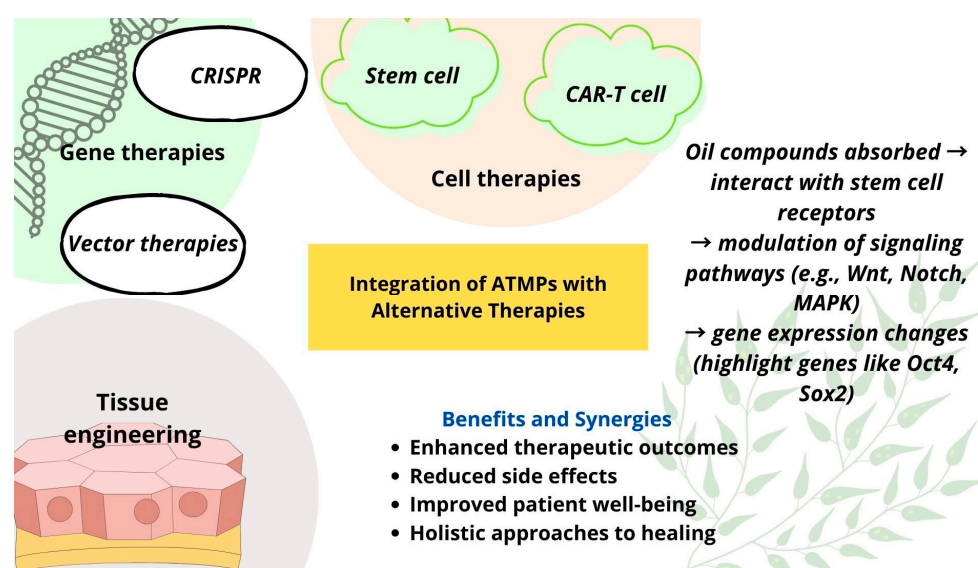 CRISPR
Gene therapies
Vector therapies
Stem cell
CAR-T cell
Cell therapies
Oil compounds absorbed →
interact with stem cell
receptors
→ modulation of signaling
pathways (e.g., Wnt, Notch,
MAPK)
→ gene expression changes
(highlight genes like Oct4,
Sox2)
Integration of ATMPs with
Alternative Therapies
Tissue
engineering
Benefits and Synergies
• Enhanced therapeutic outcomes
• Reduced side effects
• Improved patient well-being
• Holistic approaches to healing